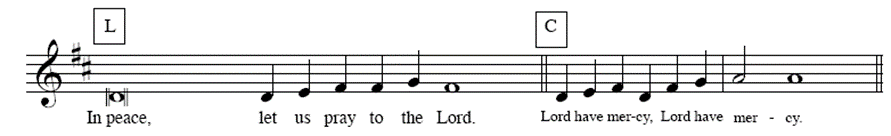 L C
In peace, let us pray to the Lord. Lord have mer-cy, Lord have mer - cy.